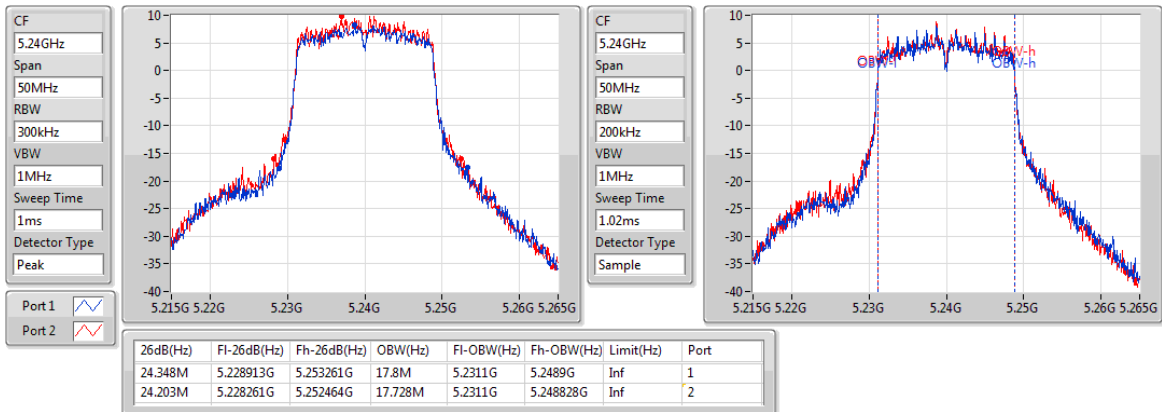 CF
5.24GHz
Span
50MHz
RBW
300kHz
VBW
1MHz
Sweep Time
1ms
Detector Type
Peak
Port 1
Port 2
10
5
0
-5
-10
-15
-20
-25
-30
-35
-40
5.215G 5.22G 5.23G 5.24G 5.25G 5.26G 5.265G
CF
5.24GHz
Span
50MHz
RBW
200kHz
VBW
1MHz
Sweep Time
1.02ms
Detector Type
Sample
10
5
0
-5
-10
-15
-20
-25
-30
-35
-40
OBW-h
OBW-l
OBW-h
5.215G 5.22G 5.23G 5.24G 5.25G 5.26G 5.265G
26dB(Hz) Fl-26dB(Hz) Fh-26dB(Hz) OBW(Hz) Fl-OBW(Hz) Fh-OBW(Hz) Limit(Hz) Port
24.348M 5.228913G 5.253261G 17.8M 5.2311G 5.2489G Inf 1
24.203M 5.228261G 5.252464G 17.728M 5.2311G 5.248828G Inf 2